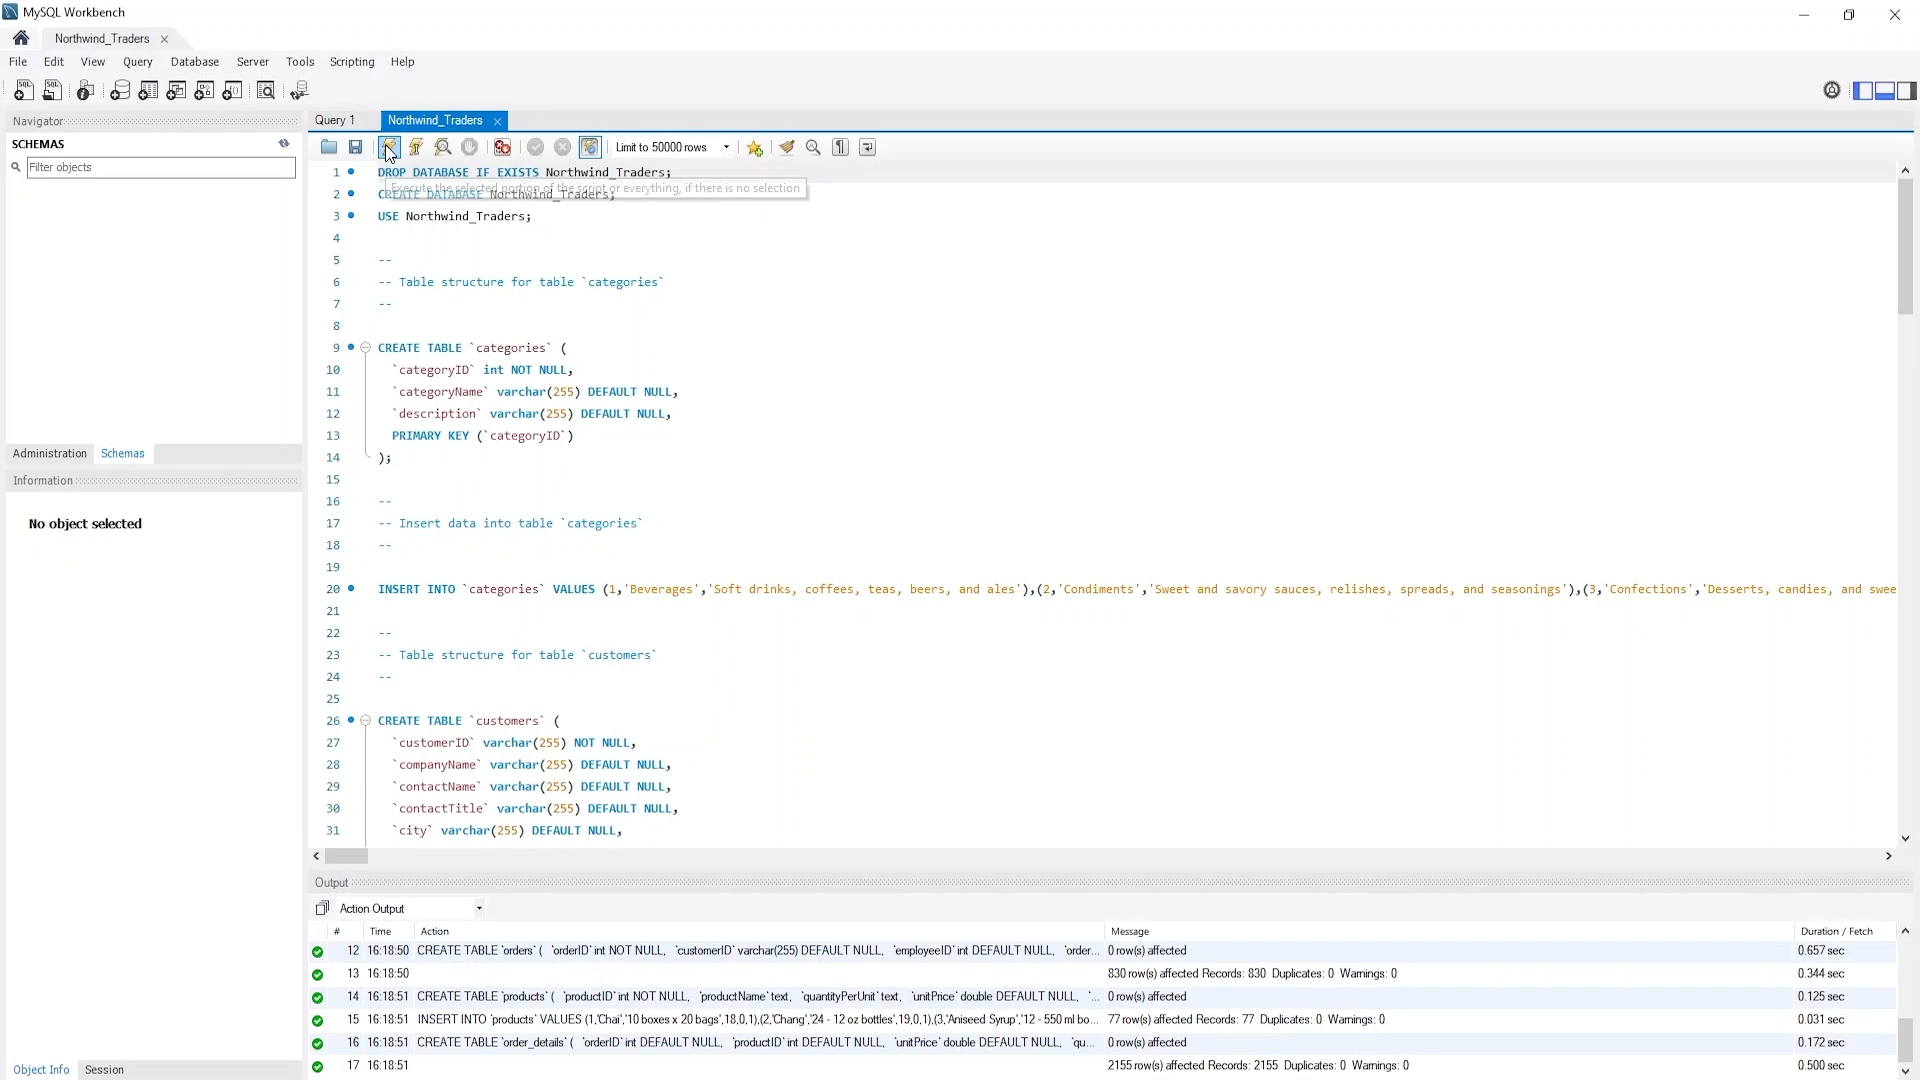 MySQL Workbench
Northwind_Traders
File Edit View Query Database Server Tools Scripting Help
Navigator
SCHEMAS
Filter objects
Administration Schemas
Information
No object selected
Object Info Session
Query 1 Northwind_Traders
Limit to 50000 rows
1 DROP DATABASE IF EXISTS Northwind_Traders;
Execute the selected portion of the script or everything, if there is no selection
2 CREATE DATABASE Northwind_Traders;
3 USE Northwind_Traders;
4
5 --
6 -- Table structure for table `categories`
7 --
8
9 CREATE TABLE `categories` (
10 `categoryID` int NOT NULL,
11 `categoryName` varchar(255) DEFAULT NULL,
12 `description` varchar(255) DEFAULT NULL,
13 PRIMARY KEY (`categoryID`)
14 );
15
16 --
17 -- Insert data into table `categories`
18 --
19
20 INSERT INTO `categories` VALUES (1,'Beverages','Soft drinks, coffees, teas, beers, and ales'),(2,'Condiments','Sweet and savory sauces, relishes, spreads, and seasonings'),(3,'Confections','Desserts, candies, and swee
21
22 --
23 -- Table structure for table `customers`
24 --
25
26 CREATE TABLE `customers` (
27 `customerID` varchar(255) NOT NULL,
28 `companyName` varchar(255) DEFAULT NULL,
29 `contactName` varchar(255) DEFAULT NULL,
30 `contactTitle` varchar(255) DEFAULT NULL,
31 `city` varchar(255) DEFAULT NULL,
Output
Action Output
# Time Action Message Duration / Fetch
12 16:18:50 CREATE TABLE `orders` ( `orderID` int NOT NULL, `customerID` varchar(255) DEFAULT NULL, `employeeID` int DEFAULT NULL, `order... 0 row(s) affected 0.657 sec
13 16:18:50 830 row(s) affected Records: 830 Duplicates: 0 Warnings: 0 0.344 sec
14 16:18:51 CREATE TABLE `products` ( `productID` int NOT NULL, `productName` text, `quantityPerUnit` text, `unitPrice` double DEFAULT NULL, `... 0 row(s) affected 0.125 sec
15 16:18:51 INSERT INTO `products` VALUES (1,'Chai','10 boxes x 20 bags',18,0,1),(2,'Chang','24 - 12 oz bottles',19,0,1),(3,'Aniseed Syrup','12 - 550 ml bo... 77 row(s) affected Records: 77 Duplicates: 0 Warnings: 0 0.031 sec
16 16:18:51 CREATE TABLE `order_details` ( `orderID` int DEFAULT NULL, `productID` int DEFAULT NULL, `unitPrice` double DEFAULT NULL, `qu... 0 row(s) affected 0.172 sec
17 16:18:51 2155 row(s) affected Records: 2155 Duplicates: 0 Warnings: 0 0.500 sec